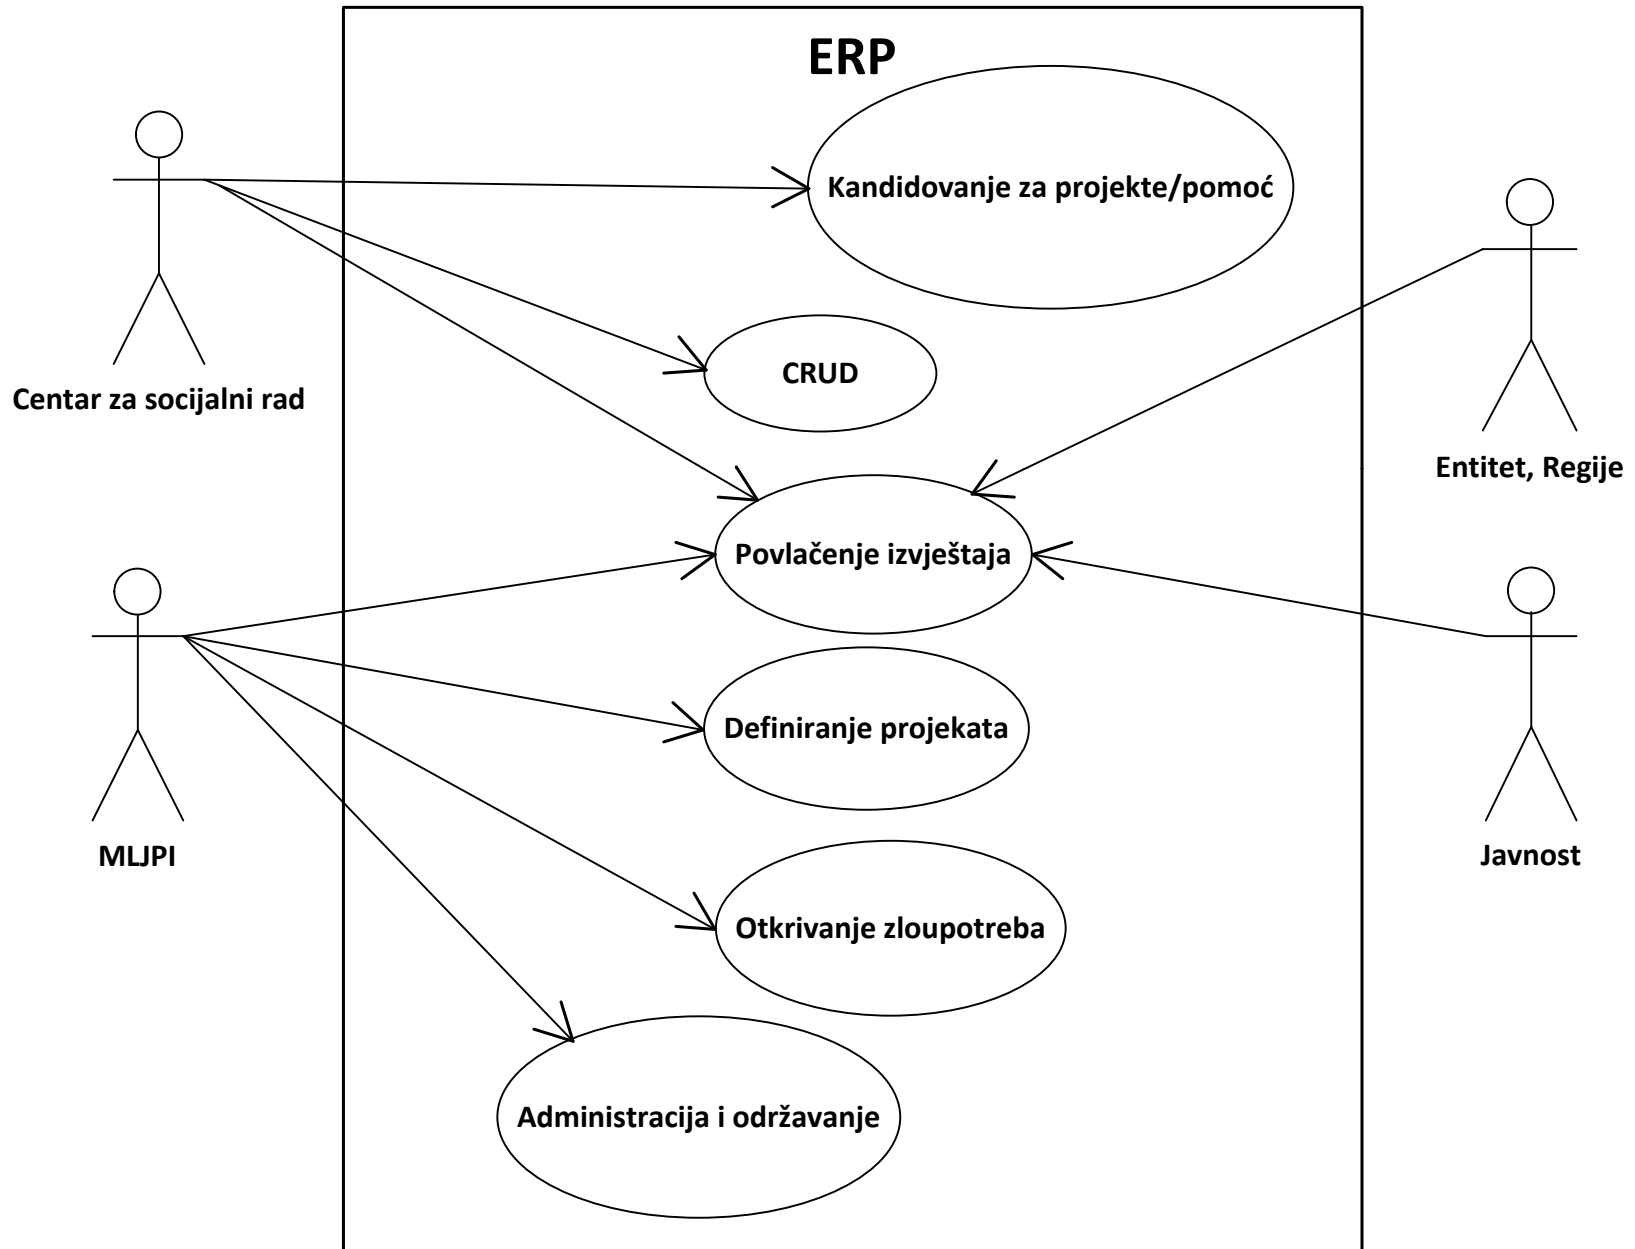 ERP
Kandidovanje za projekte/pomoć
CRUD
Centar za socijalni rad
Entitet, Regije
Povlačenje izvještaja
Definiranje projekata
MLJPI
Javnost
Otkrivanje zloupotreba
Administracija i održavanje